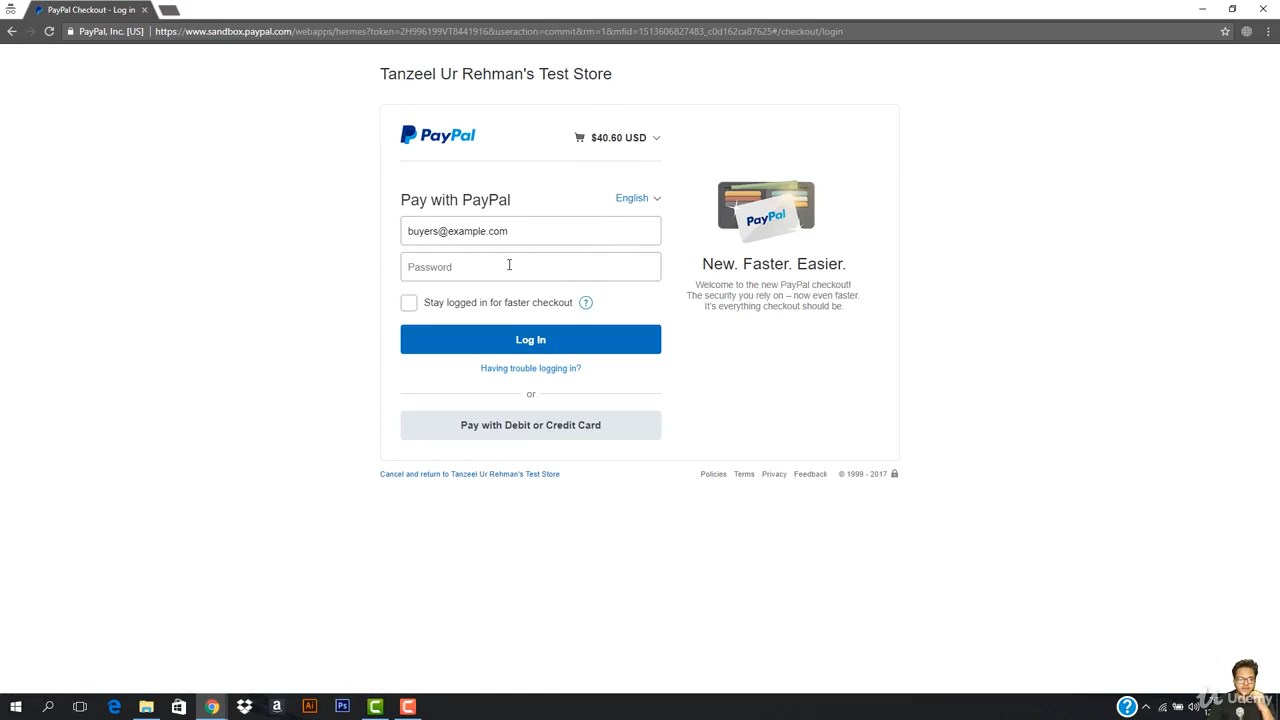 PayPal Checkout - Log in
PayPal, Inc. [US]
https://www.sandbox.paypal.com/webapps/hermes?token=2H996199VT8441916&useraction=commit&rm=1&mfid=1513606827483_c0d162ca87625#/checkout/login
Tanzeel Ur Rehman's Test Store
PayPal
$40.60 USD
Pay with PayPal
English
buyers@example.com
Password
Stay logged in for faster checkout ?
Log In
Having trouble logging in?
or
Pay with Debit or Credit Card
PayPal
New. Faster. Easier.
Welcome to the new PayPal checkout!
The security you rely on – now even faster.
It's everything checkout should be.
Cancel and return to Tanzeel Ur Rehman's Test Store
Policies Terms Privacy Feedback © 1999 - 2017
Udemy